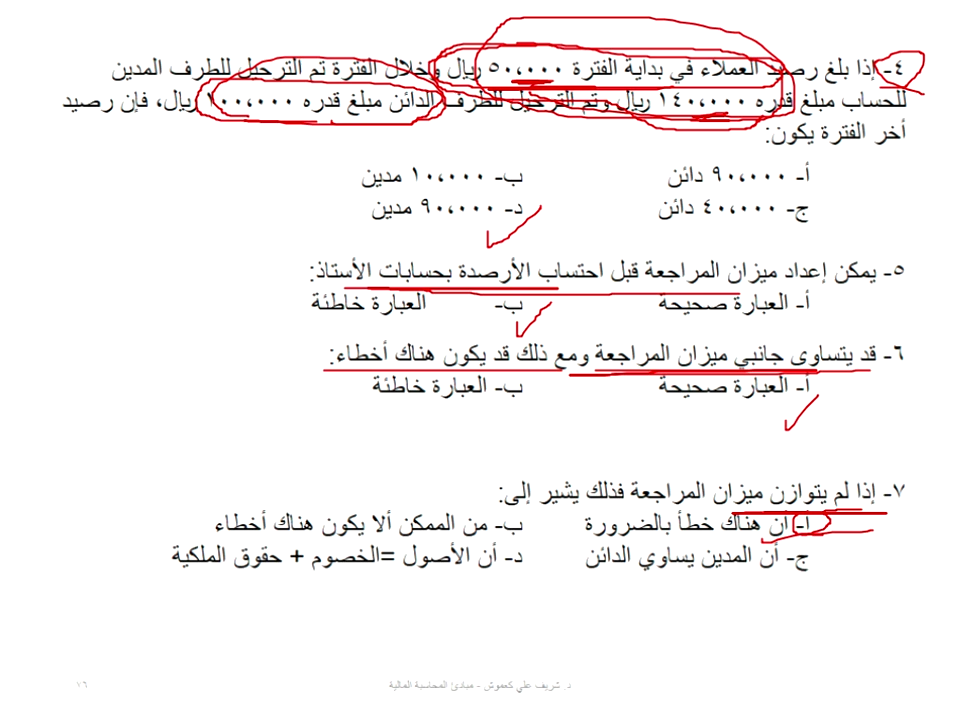 ٤- إذا بلغ رصيد العملاء في بداية الفترة ٥٠،٠٠٠ ريال وخلال الفترة تم الترحيل للطرف المدين
للحساب مبلغ قدره ١٤٠،٠٠٠ ريال وتم الترحيل للطرف الدائن مبلغ قدره ١٠٠،٠٠٠ ريال، فإن رصيد
أخر الفترة يكون:
أ- ٩٠،٠٠٠ دائن ب- ١٠،٠٠٠ مدين
ج- ٤٠،٠٠٠ دائن د- ٩٠،٠٠٠ مدين
٥- يمكن إعداد ميزان المراجعة قبل احتساب الأرصدة بحسابات الأستاذ:
أ- العبارة صحيحة ب- العبارة خاطئة
٦- قد يتساوى جانبي ميزان المراجعة ومع ذلك قد يكون هناك أخطاء:
أ- العبارة صحيحة ب- العبارة خاطئة
٧- إذا لم يتوازن ميزان المراجعة فذلك يشير إلى:
أ- أن هناك خطأ بالضرورة ب- من الممكن ألا يكون هناك أخطاء
ج- أن المدين يساوي الدائن د- أن الأصول =الخصوم + حقوق الملكية
د. شريف علي كعموش - مبادئ المحاسبة المالية
٧٦